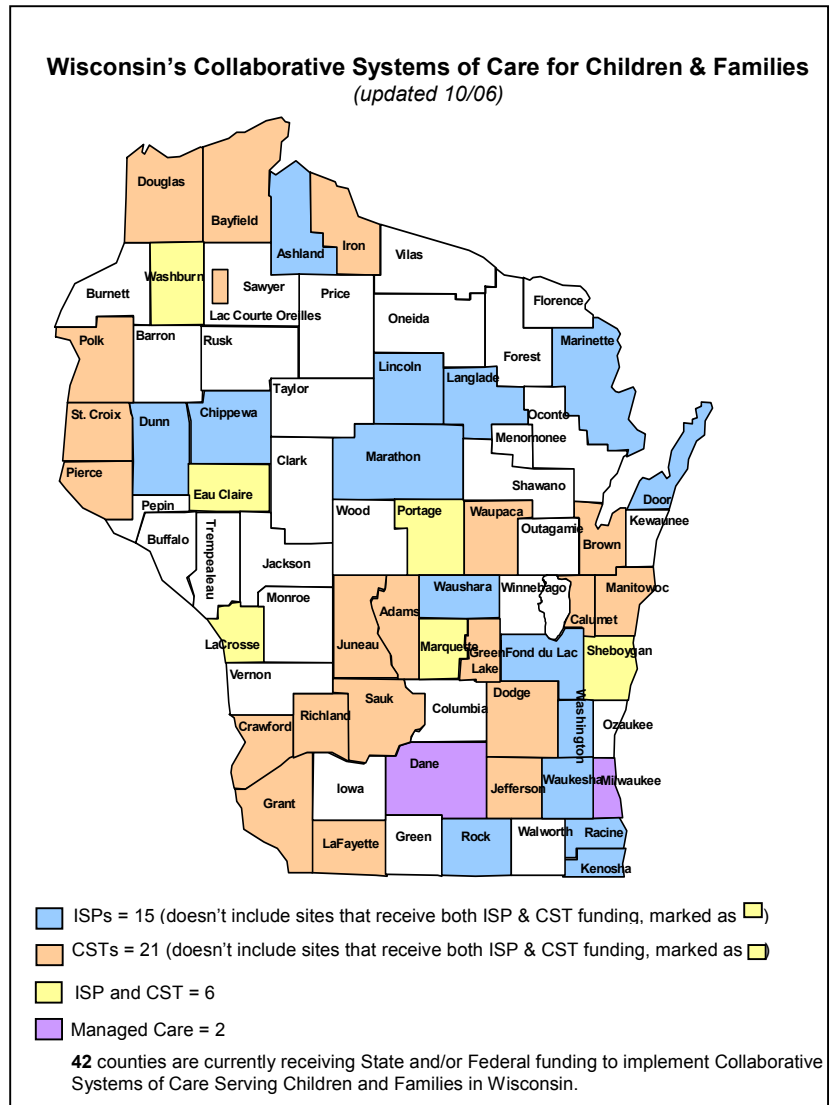 Wisconsin's Collaborative Systems of Care for Children & Families
(updated 10/06)
Douglas
Bayfield
Ashland
Iron
Vilas
Washburn
Burnett
Sawyer
Price
Florence
Lac Courte Oreilles
Oneida
Polk
Barron
Rusk
Forest
Marinette
Lincoln
Langlade
Taylor
St. Croix
Dunn
Chippewa
Oconto
Menomonee
Clark
Marathon
Pierce
Eau Claire
Shawano
Door
Pepin
Wood
Portage
Waupaca
Outagamie
Kewaunee
Buffalo
Trempealeau
Brown
Jackson
Monroe
Waushara
Winnebago
Manitowoc
Adams
Calumet
LaCrosse
Juneau
Marquette
Green
Lake
Fond du Lac
Sheboygan
Vernon
Sauk
Dodge
Washington
Richland
Columbia
Ozaukee
Crawford
Dane
Waukesha
Milwaukee
Iowa
Jefferson
Grant
LaFayette
Green
Rock
Walworth
Racine
Kenosha
ISPs = 15 (doesn't include sites that receive both ISP & CST funding, marked as )
CSTs = 21 (doesn't include sites that receive both ISP & CST funding, marked as )
ISP and CST = 6
Managed Care = 2
42 counties are currently receiving State and/or Federal funding to implement Collaborative
Systems of Care Serving Children and Families in Wisconsin.